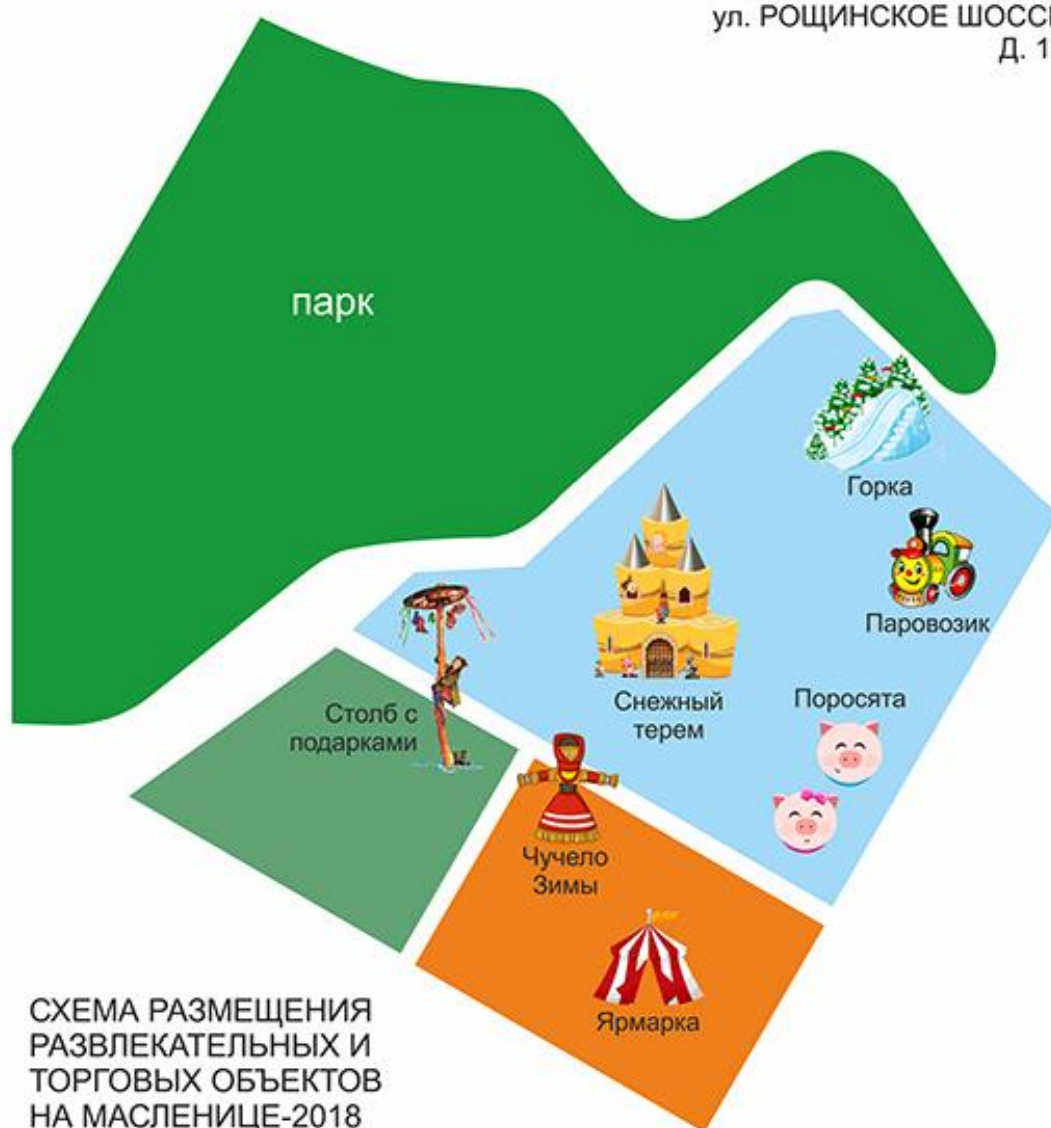 ул. РОЩИНСКОЕ ШОССЕ
Д. 1
парк
Горка
Паровозик
Снежный
терем
Поросята
Столб с
подарками
Чучело
Зимы
Ярмарка
СХЕМА РАЗМЕЩЕНИЯ
РАЗВЛЕКАТЕЛЬНЫХ И
ТОРГОВЫХ ОБЪЕКТОВ
НА МАСЛЕНИЦЕ-2018